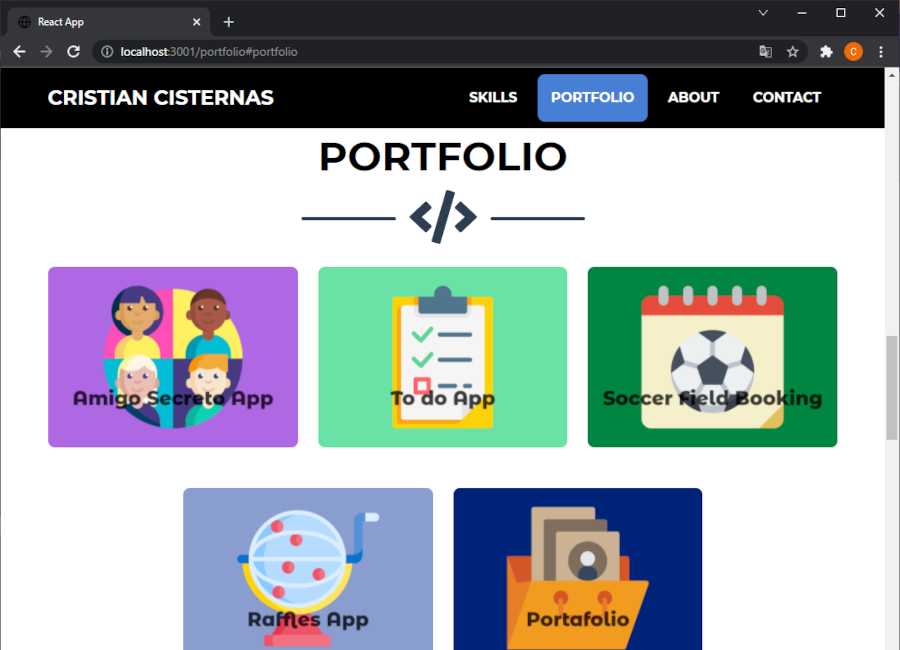 React App
localhost:3001/portfolio#portfolio
C
CRISTIAN CISTERNAS
SKILLS
PORTFOLIO
ABOUT
CONTACT
PORTFOLIO
</>
Amigo Secreto App
To do App
Soccer Field Booking
Raffles App
Portafolio